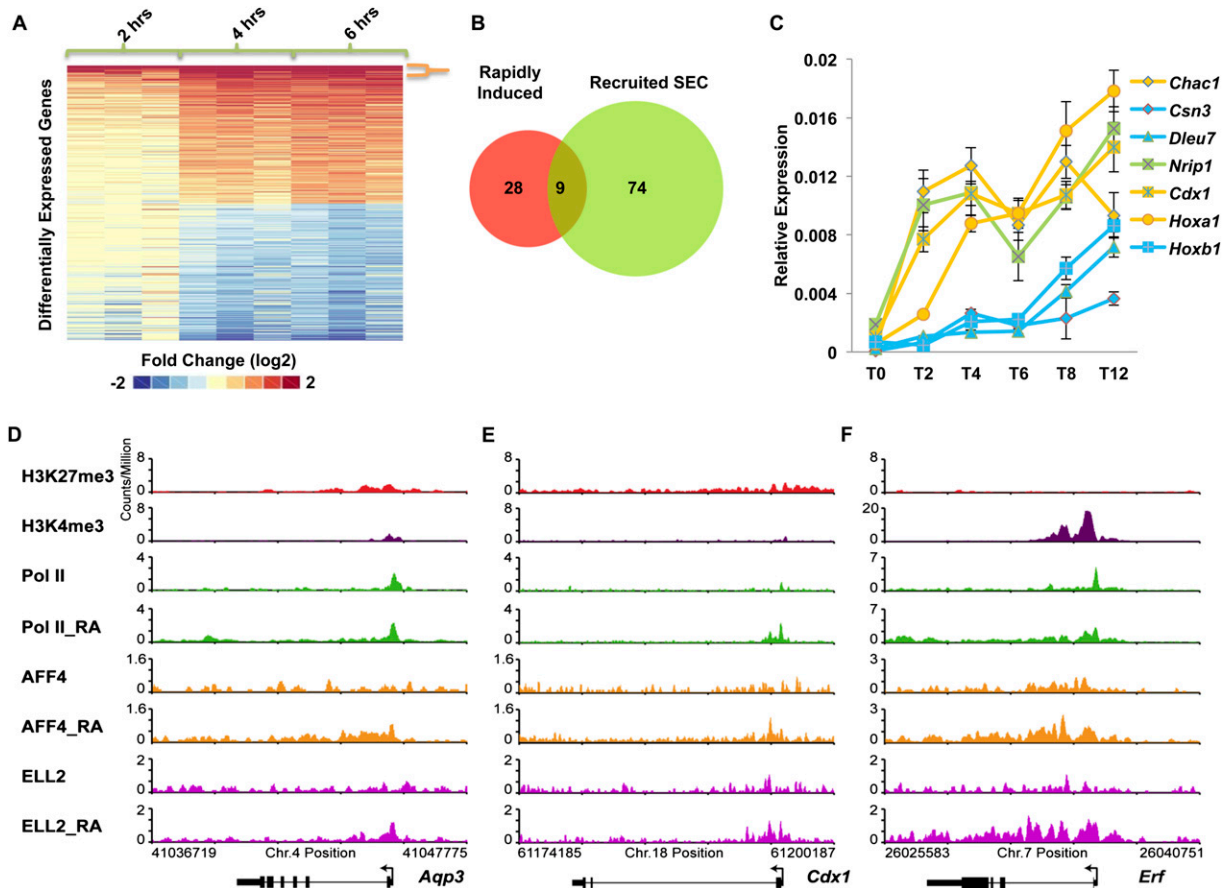 A
2 hrs
4 hrs
6 hrs
Differentially Expressed Genes
Fold Change (log2)
-2
2
B
Rapidly
Induced
Recruited SEC
28
9
74
C
Relative Expression
0.02
0.016
0.012
0.008
0.004
0
T0
T2
T4
T6
T8
T12
Chac1
Csn3
Dleu7
Nrip1
Cdx1
Hoxa1
Hoxb1
D
E
F
Counts/Million
H3K27me3
8
0
8
0
8
0
H3K4me3
8
0
8
0
20
0
Pol II
4
0
4
0
7
0
Pol II_RA
4
0
4
0
7
0
AFF4
1.6
0
1.6
0
3
0
AFF4_RA
1.6
0
1.6
0
3
0
ELL2
2
0
2
0
2
0
ELL2_RA
2
0
2
0
2
0
41036719 Chr.4 Position 41047775
61174185 Chr.18 Position 61200187
26025583 Chr.7 Position 26040751
Aqp3
Cdx1
Erf